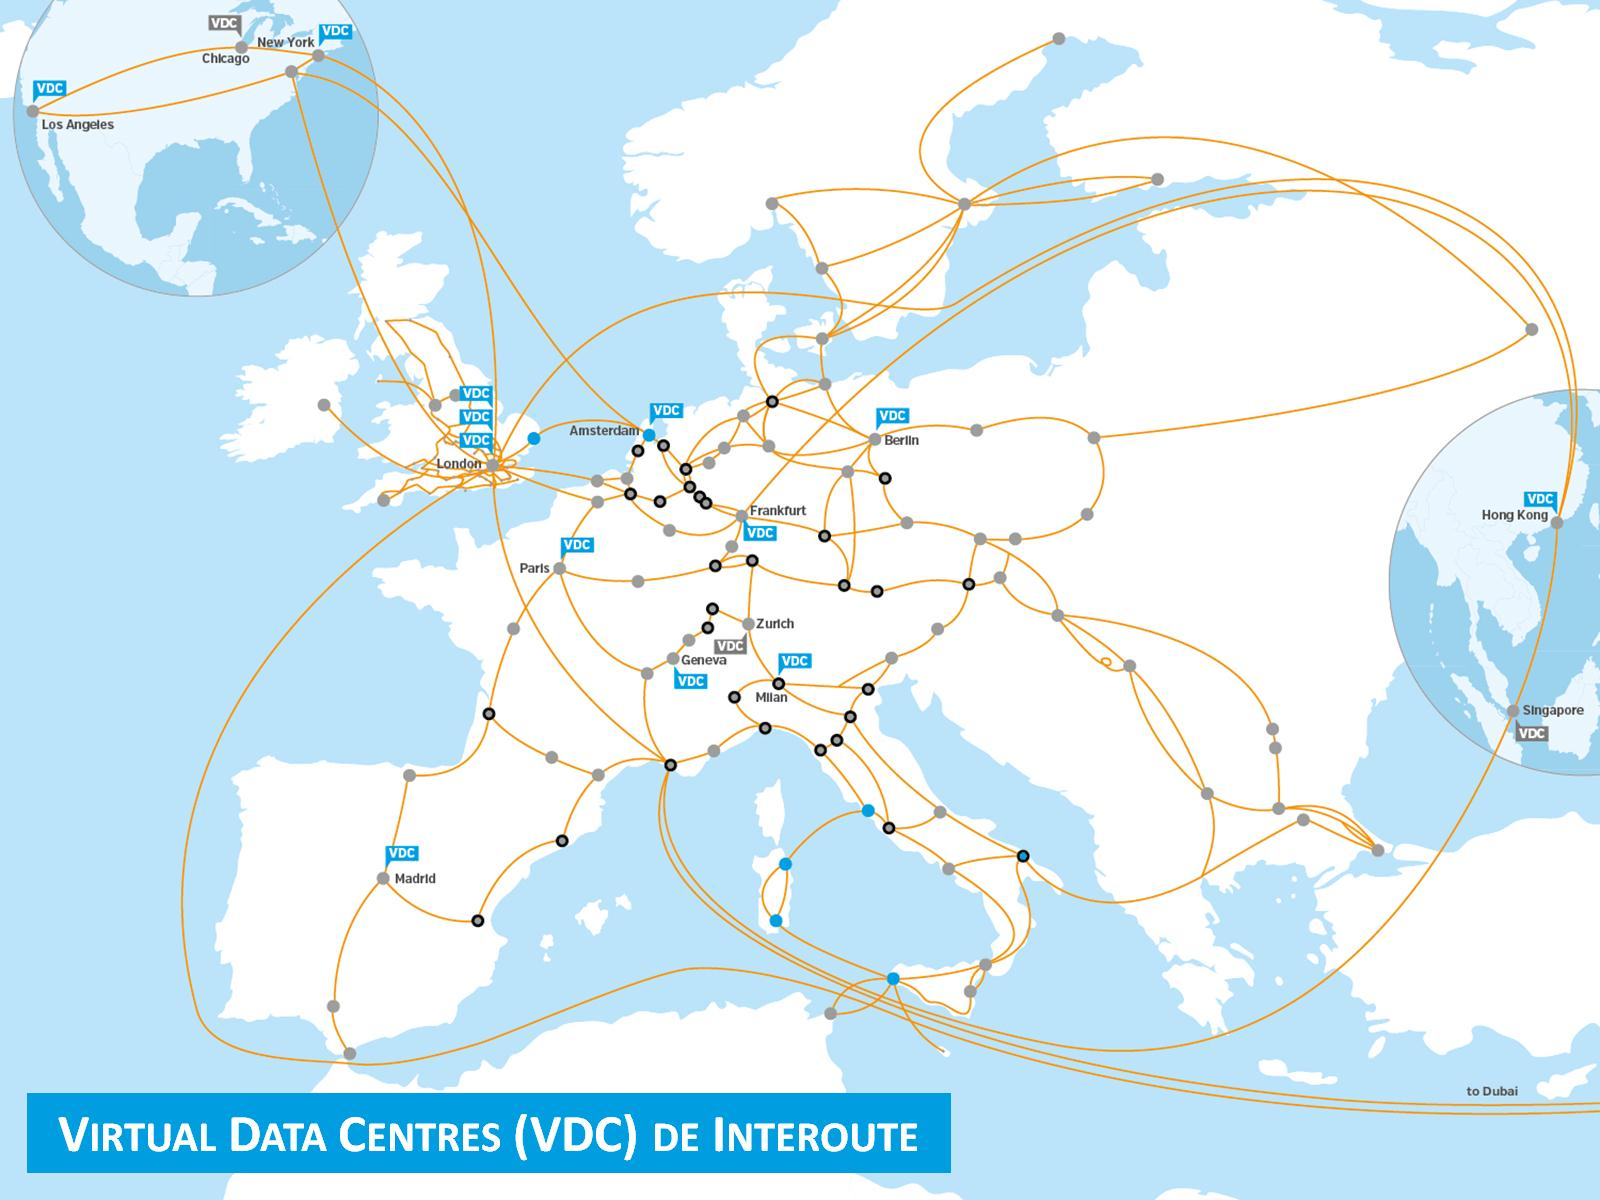 VDC
New York
VDC
Chicago
VDC
Los Angeles
VDC
VDC
VDC
London
VDC
Amsterdam
VDC
Berlin
Frankfurt
VDC
VDC
Paris
Zurich
VDC
Geneva
VDC
VDC
Milan
VDC
Madrid
VDC
Hong Kong
Singapore
VDC
to Dubai
VIRTUAL DATA CENTRES (VDC) DE INTEROUTE